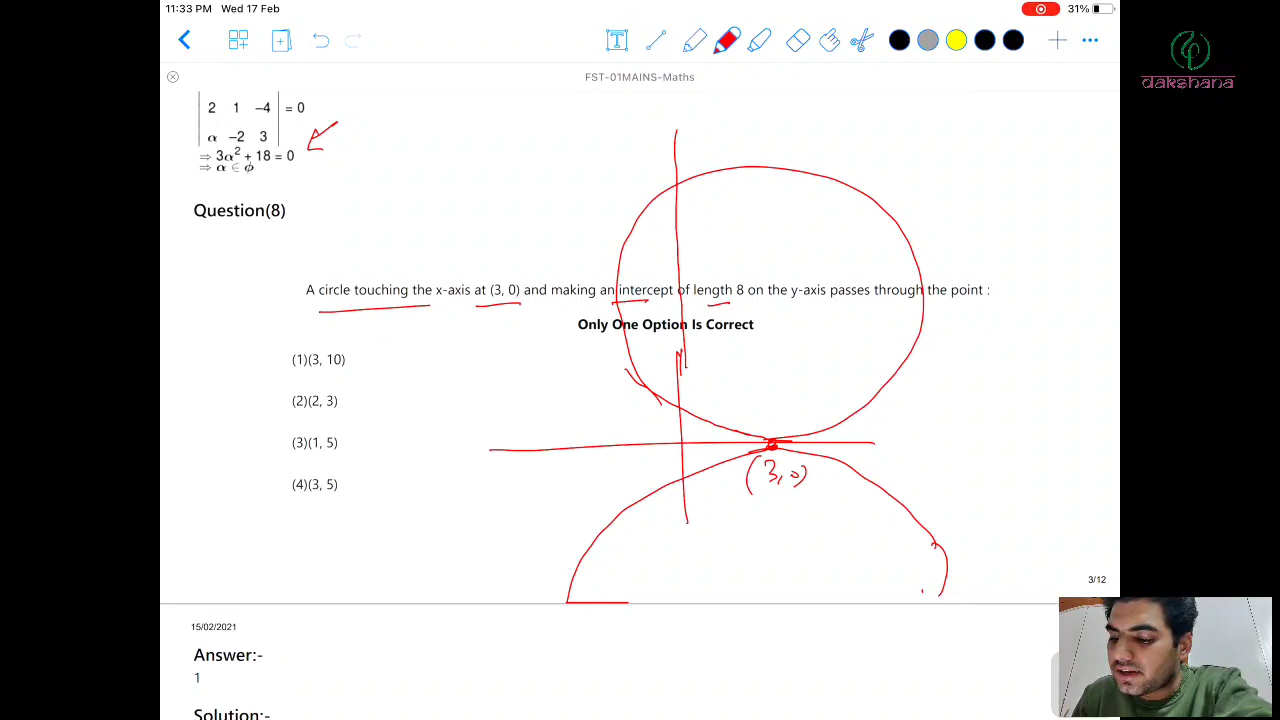 11:33 PM Wed 17 Feb
31%
dakshana
FST-01MAINS-Maths
2 1 −4 = 0
α −2 3
⇒ 3α² + 18 = 0
⇒ α ∈ ϕ
Question(8)
A circle touching the x-axis at (3, 0) and making an intercept of length 8 on the y-axis passes through the point :
Only One Option Is Correct
(1)(3, 10)
(2)(2, 3)
(3)(1, 5)
(4)(3, 5)
(3,0)
3/12
15/02/2021
Answer:-
1
Solution:-